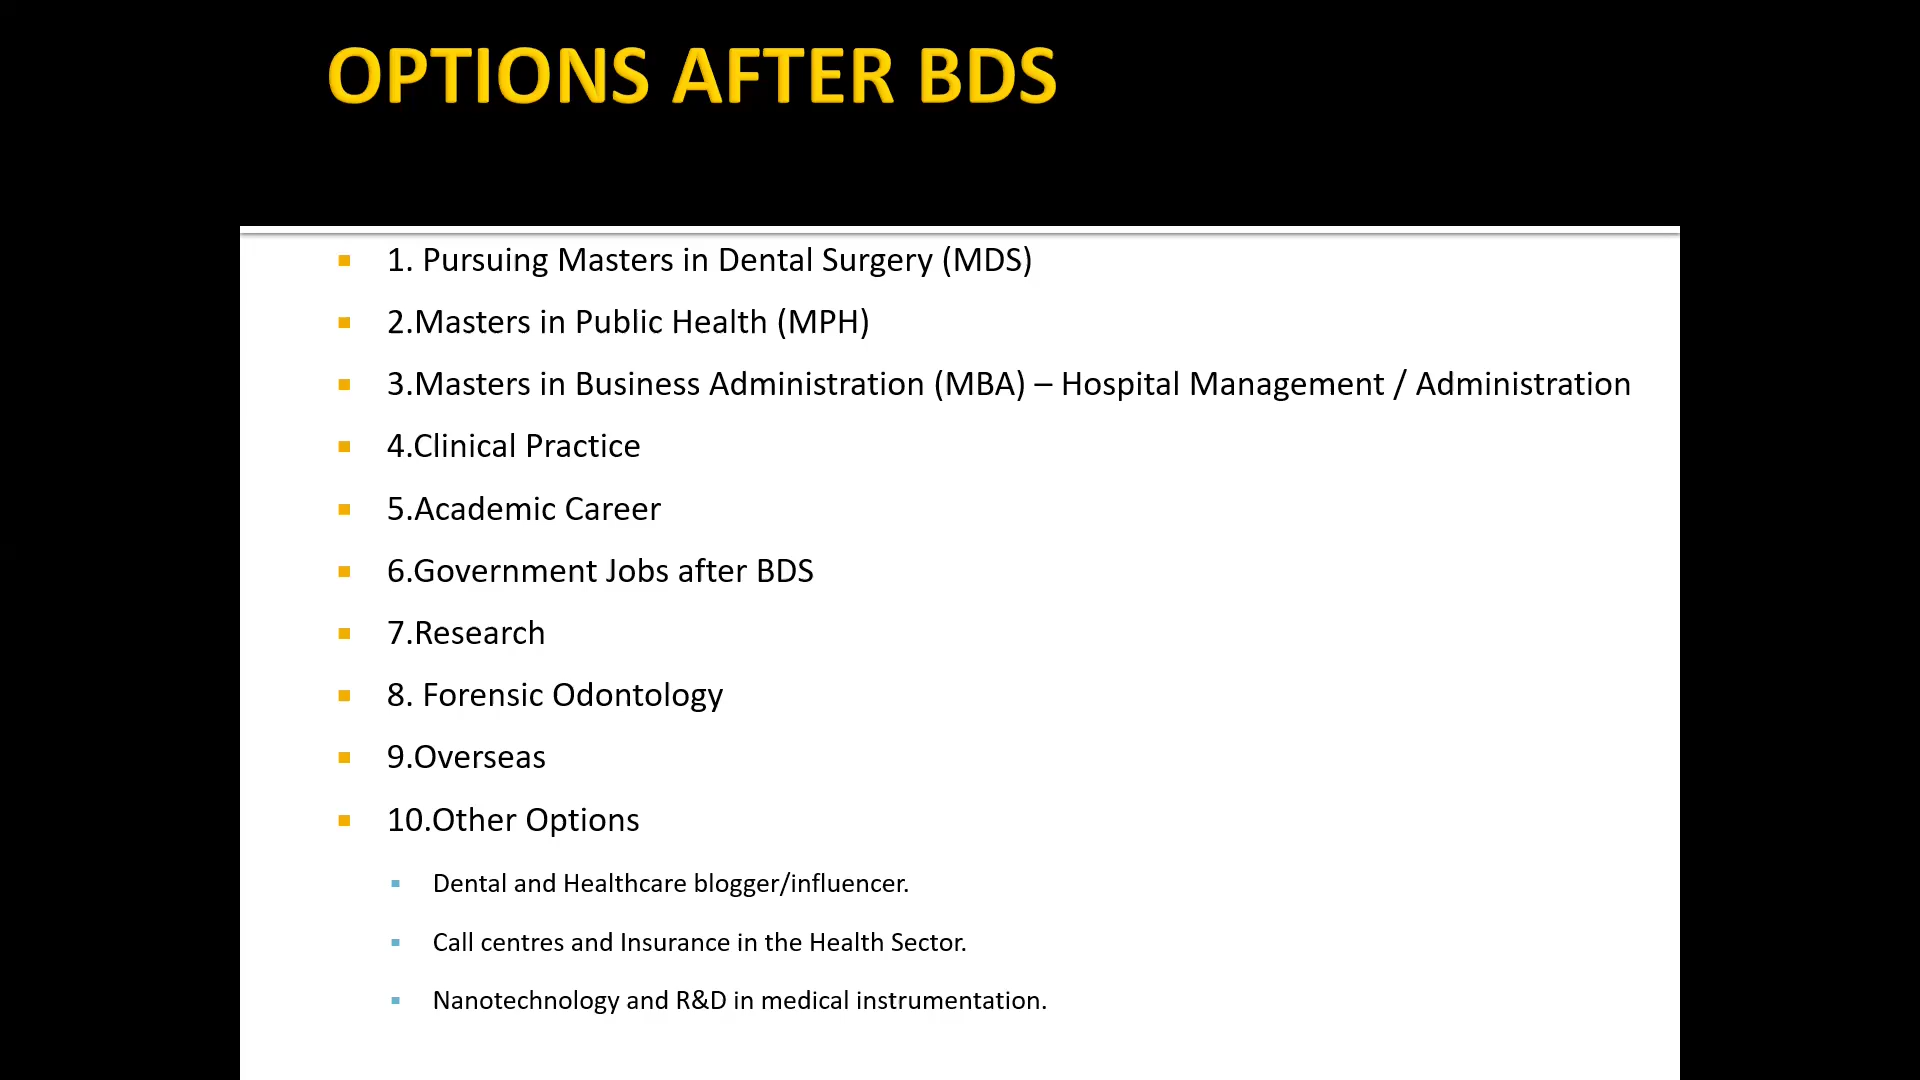 OPTIONS AFTER BDS
1. Pursuing Masters in Dental Surgery (MDS)
2.Masters in Public Health (MPH)
3.Masters in Business Administration (MBA) – Hospital Management / Administration
4.Clinical Practice
5.Academic Career
6.Government Jobs after BDS
7.Research
8. Forensic Odontology
9.Overseas
10.Other Options
Dental and Healthcare blogger/influencer.
Call centres and Insurance in the Health Sector.
Nanotechnology and R&D in medical instrumentation.